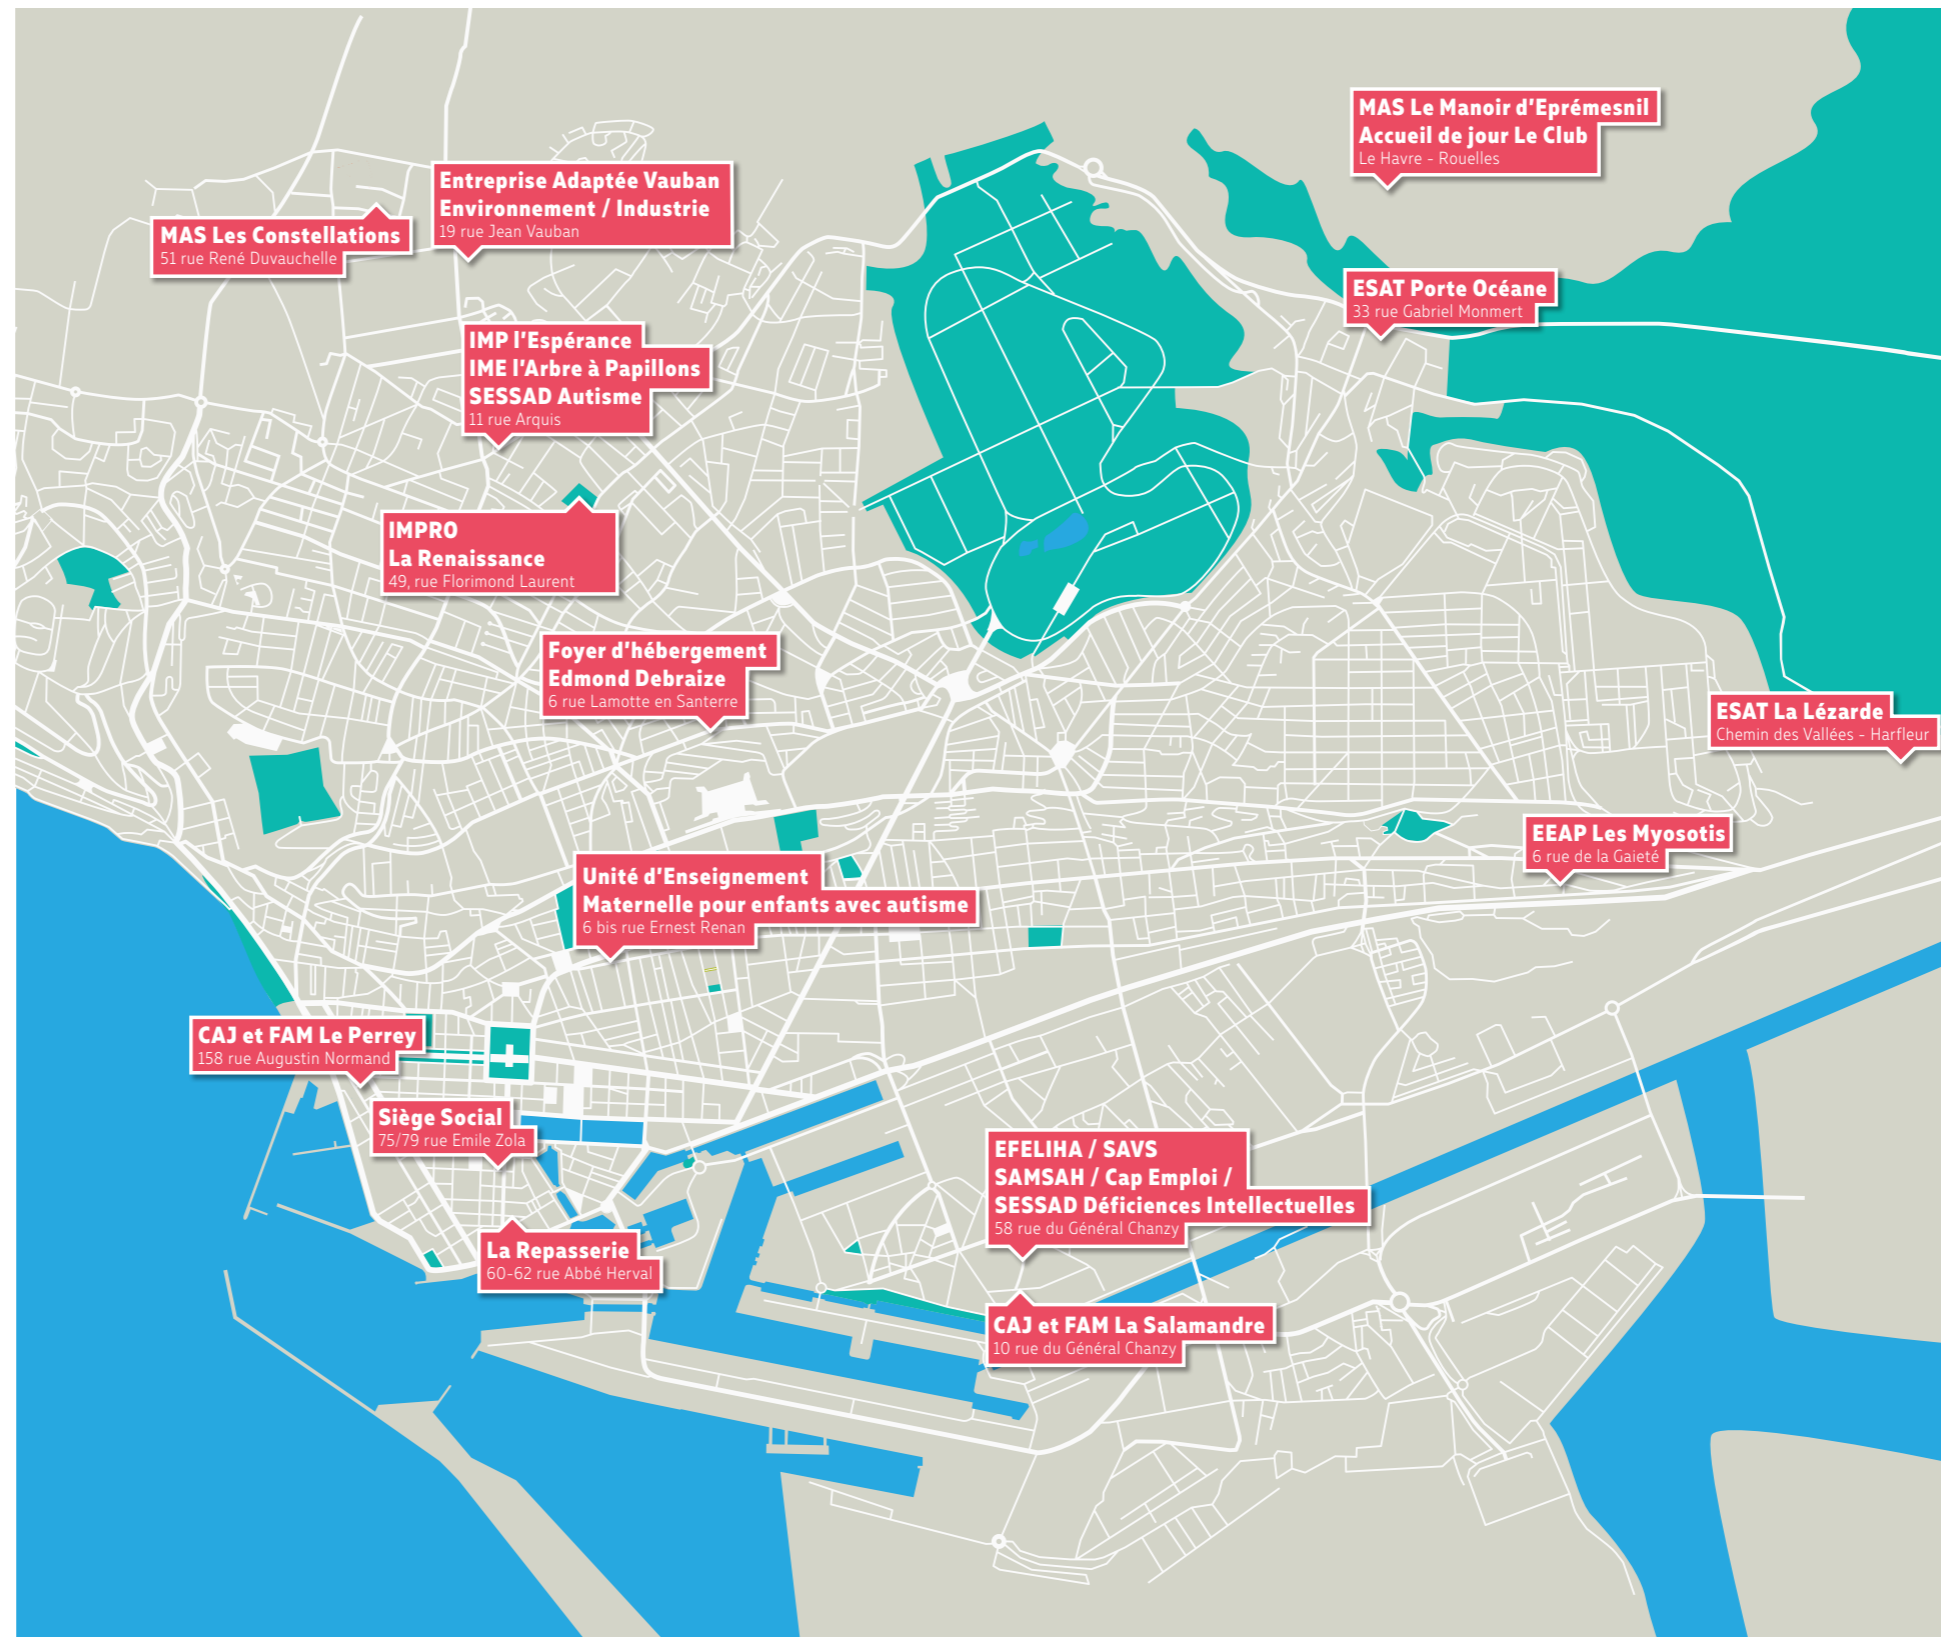 MAS Le Manoir d'Eprémesnil
Accueil de jour Le Club
Le Havre - Rouelles
Entreprise Adaptée Vauban
Environnement / Industrie
19 rue Jean Vauban
MAS Les Constellations
51 rue René Duvauchelle
ESAT Porte Océane
33 rue Gabriel Monmert
IMP l'Espérance
IME l'Arbre à Papillons
SESSAD Autisme
11 rue Arquis
IMPRO
La Renaissance
49, rue Florimond Laurent
Foyer d'hébergement
Edmond Debraize
6 rue Lamotte en Santerre
ESAT La Lézarde
Chemin des Vallées - Harfleur
EEAP Les Myosotis
6 rue de la Gaieté
Unité d'Enseignement
Maternelle pour enfants avec autisme
6 bis rue Ernest Renan
CAJ et FAM Le Perrey
158 rue Augustin Normand
Siège Social
75/79 rue Emile Zola
EFELIHA / SAVS
SAMSAH / Cap Emploi /
SESSAD Déficiences Intellectuelles
58 rue du Général Chanzy
La Repasserie
60-62 rue Abbé Herval
CAJ et FAM La Salamandre
10 rue du Général Chanzy